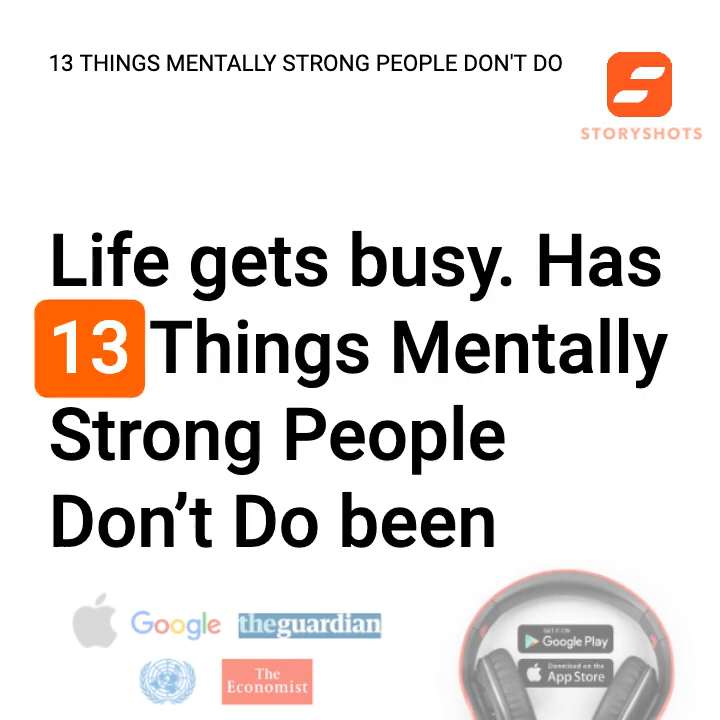 13 THINGS MENTALLY STRONG PEOPLE DON'T DO
STORYSHOTS
Life gets busy. Has
13 Things Mentally
Strong People
Don’t Do been
Google
theguardian
The
Economist
GET IT ON
Google Play
Download on the
App Store